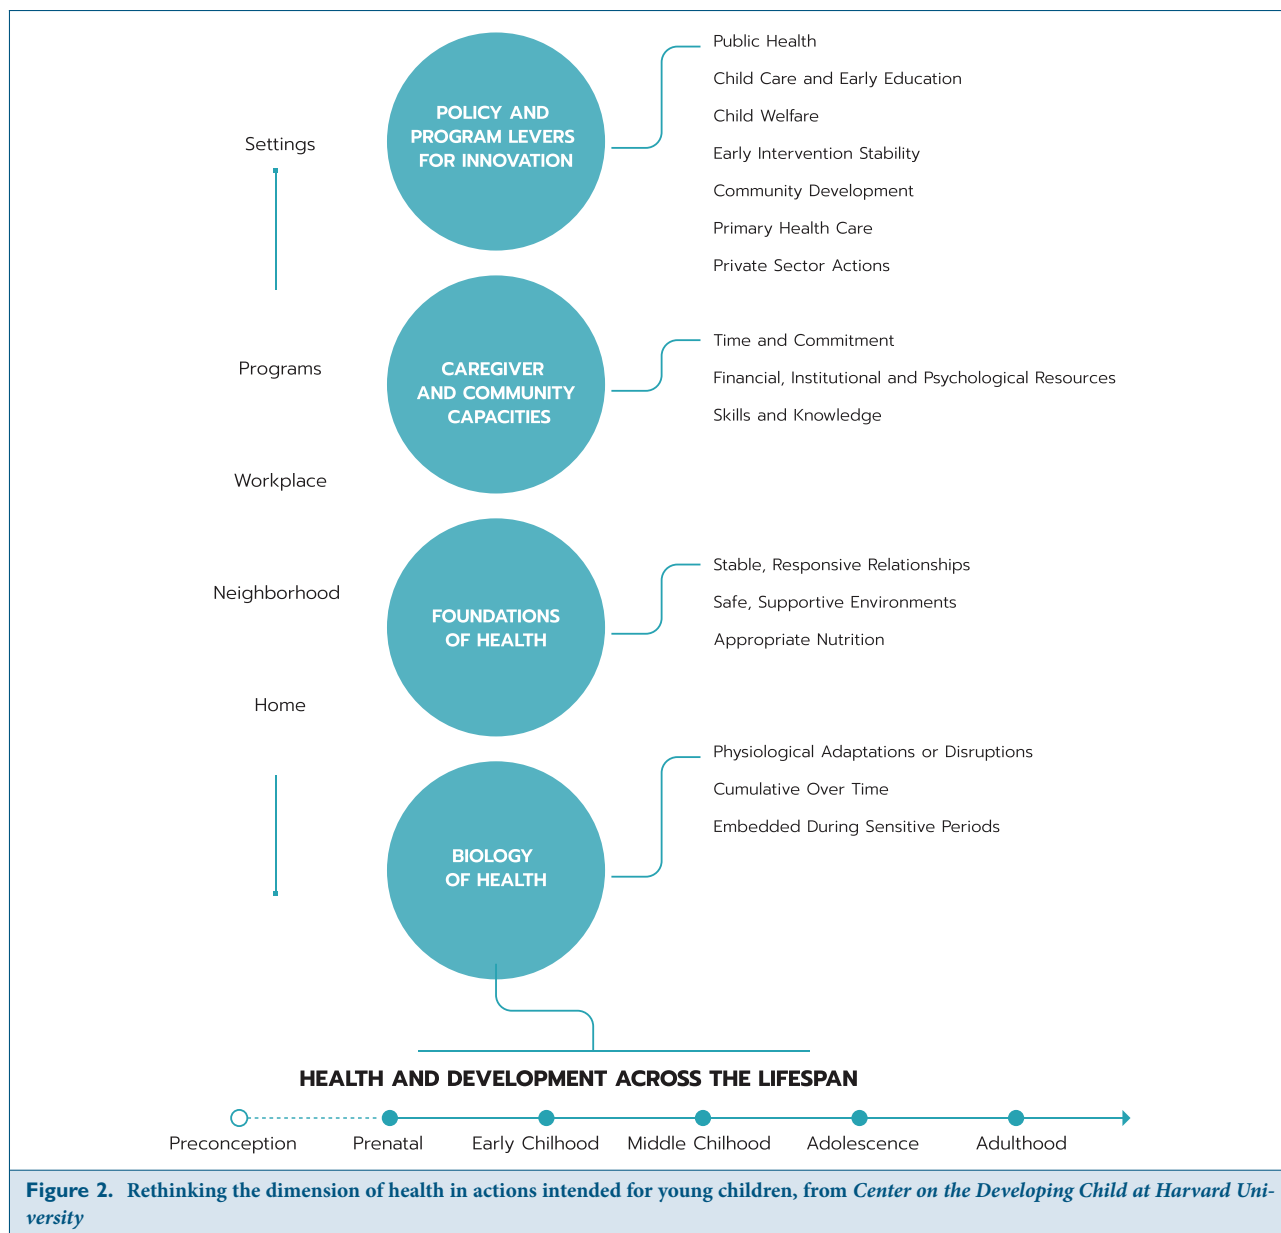 Settings
Programs
Workplace
Neighborhood
Home
POLICY AND
PROGRAM LEVERS
FOR INNOVATION
Public Health
Child Care and Early Education
Child Welfare
Early Intervention Stability
Community Development
Primary Health Care
Private Sector Actions
CAREGIVER
AND COMMUNITY
CAPACITIES
Time and Commitment
Financial, Institutional and Psychological Resources
Skills and Knowledge
FOUNDATIONS
OF HEALTH
Stable, Responsive Relationships
Safe, Supportive Environments
Appropriate Nutrition
BIOLOGY
OF HEALTH
Physiological Adaptations or Disruptions
Cumulative Over Time
Embedded During Sensitive Periods
HEALTH AND DEVELOPMENT ACROSS THE LIFESPAN
Preconception
Prenatal
Early Chilhood
Middle Chilhood
Adolescence
Adulthood
Figure 2. Rethinking the dimension of health in actions intended for young children, from Center on the Developing Child at Harvard Uni-
versity